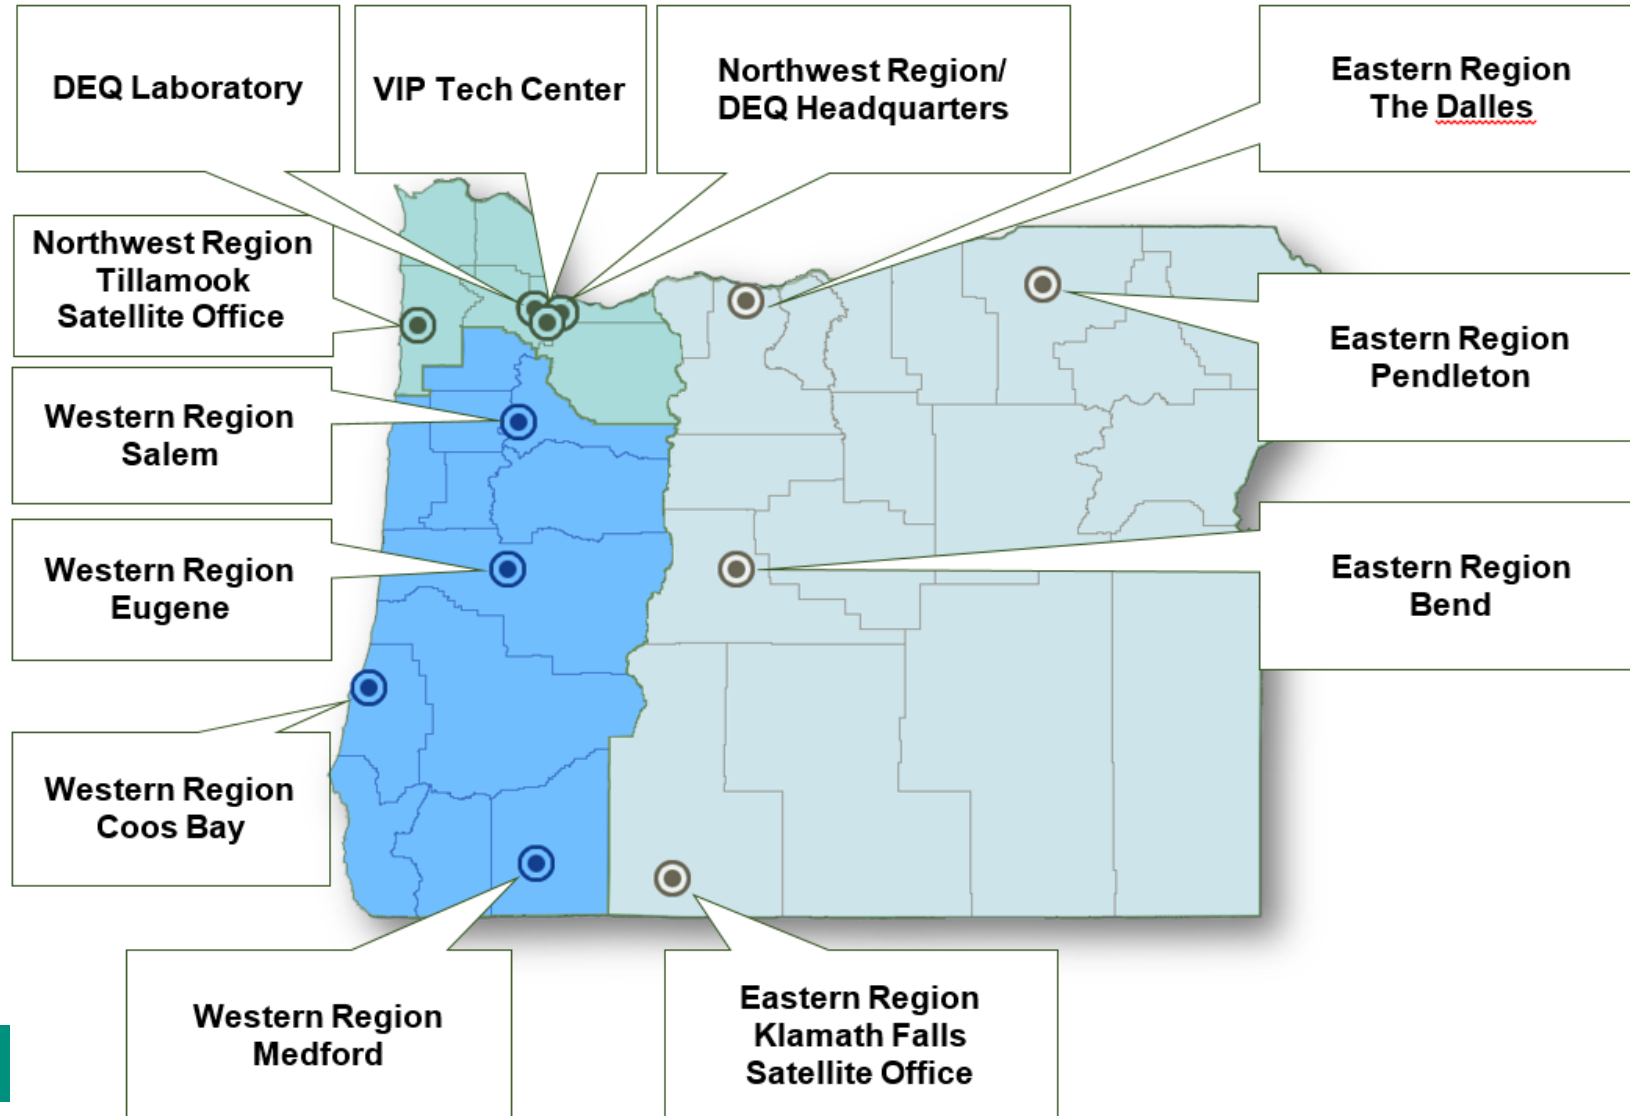 DEQ Laboratory
VIP Tech Center
Northwest Region/
DEQ Headquarters
Eastern Region
The Dalles
Northwest Region
Tillamook
Satellite Office
Eastern Region
Pendleton
Western Region
Salem
Western Region
Eugene
Eastern Region
Bend
Western Region
Coos Bay
Western Region
Medford
Eastern Region
Klamath Falls
Satellite Office